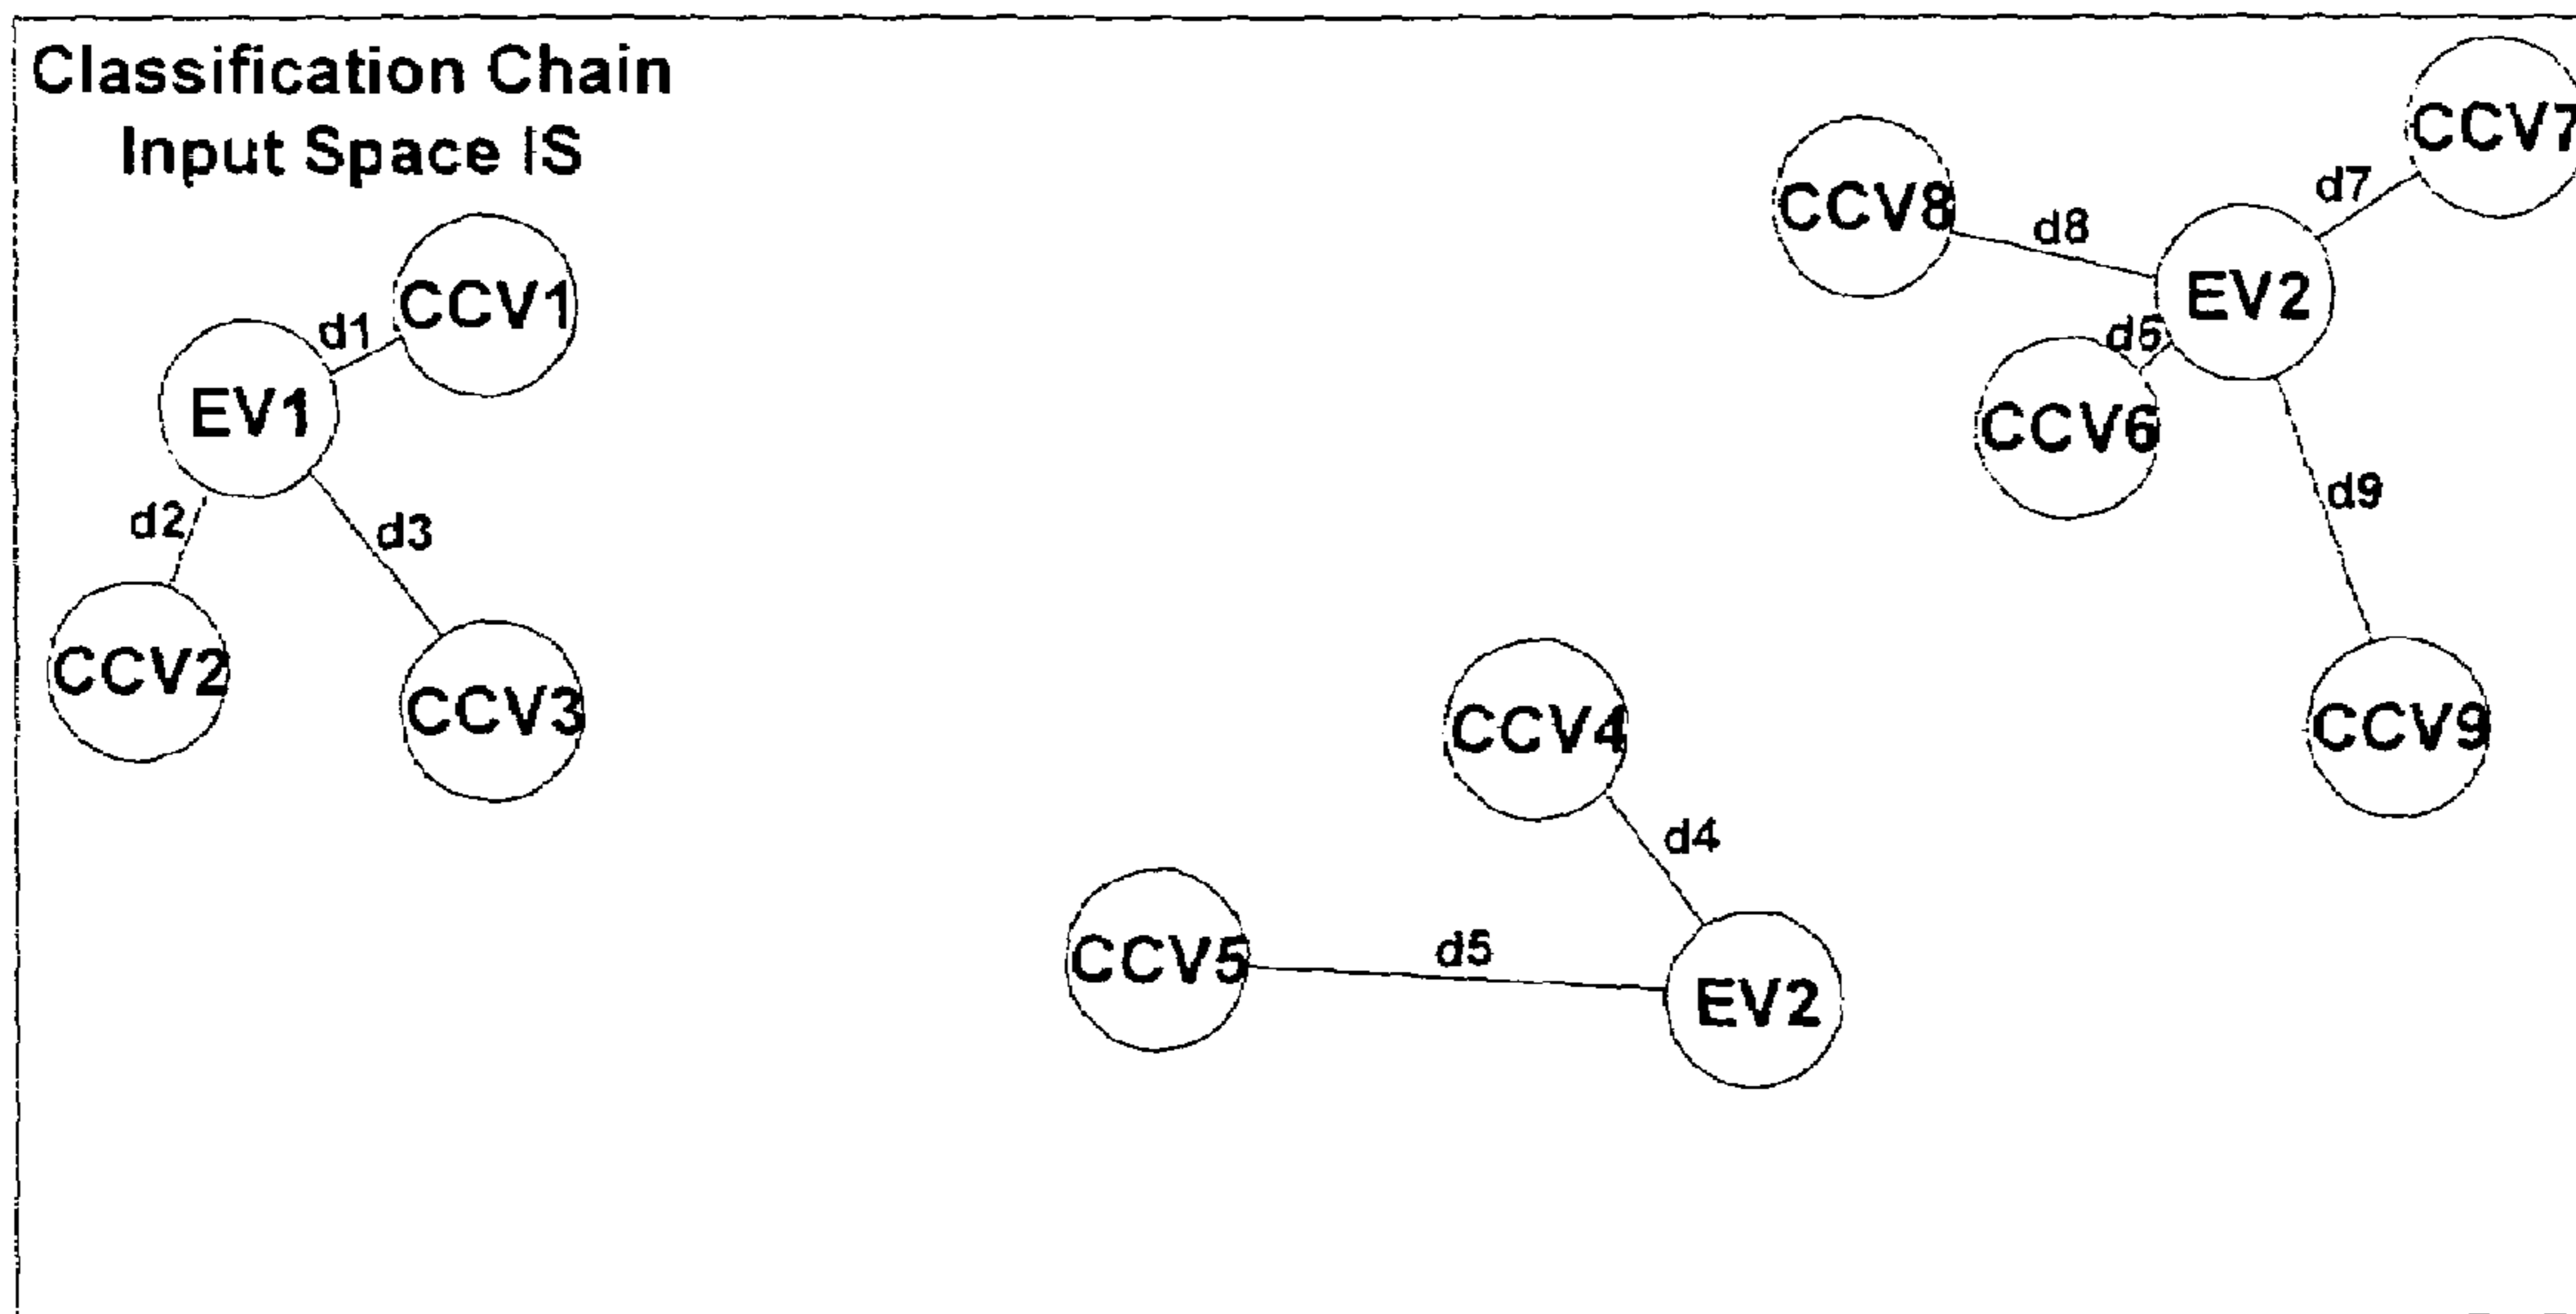 Classification Chain
Input Space IS
CCV1
d1
EV1
d2
d3
CCV2
CCV3
CCV7
CCV8
d7
d8
EV2
d6
CCV6
d9
CCV9
CCV4
d4
CCV5
d5
EV2